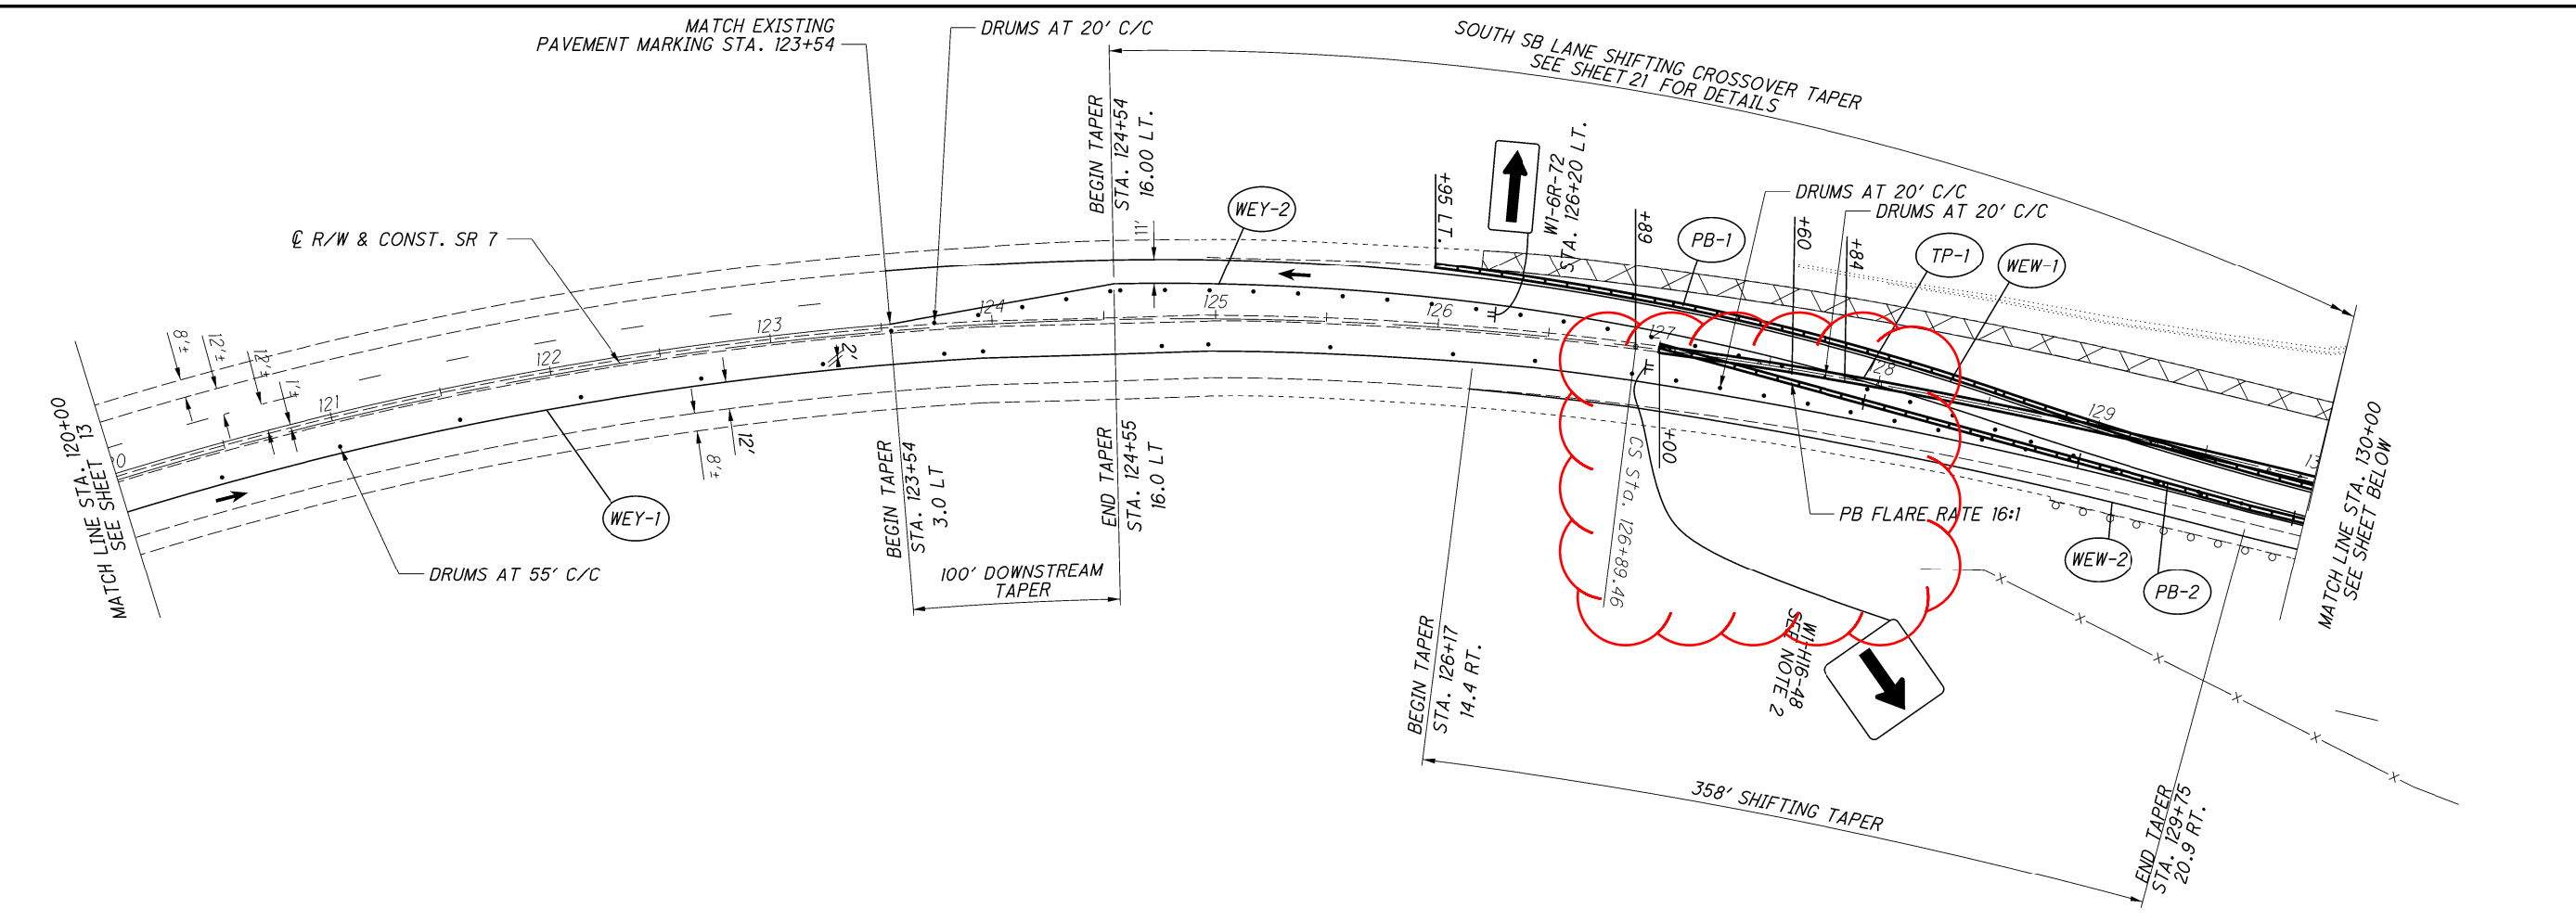 MATCH EXISTING
PAVEMENT MARKING STA. 123+54
DRUMS AT 20' C/C
SOUTH SB LANE SHIFTING CROSSOVER TAPER
SEE SHEET 21 FOR DETAILS
BEGIN TAPER
STA. 124+54
16.00 LT.
11'
WEY-2
+95 LT.
W1-6R-72
STA. 126+20 LT.
+89
PB-1
DRUMS AT 20' C/C
DRUMS AT 20' C/C
+60
+84
TP-1
WEW-1
℄ R/W & CONST. SR 7
8'±
12'±
12'±
1'±
121
122
123
124
125
126
127
128
129
13
2'
12'
8'±
MATCH LINE STA. 120+00
SEE SHEET 13
WEY-1
DRUMS AT 55' C/C
BEGIN TAPER
STA. 123+54
3.0 LT
END TAPER
STA. 124+55
16.0 LT
100' DOWNSTREAM
TAPER
+00
CS Sta. 126+89.46
PB FLARE RATE 16:1
WEW-2
PB-2
MATCH LINE STA. 130+00
SEE SHEET BELOW
BEGIN TAPER
STA. 126+17
14.4 RT.
W1-H16-48
SEE NOTE 2
358' SHIFTING TAPER
END TAPER
STA. 129+75
20.9 RT.